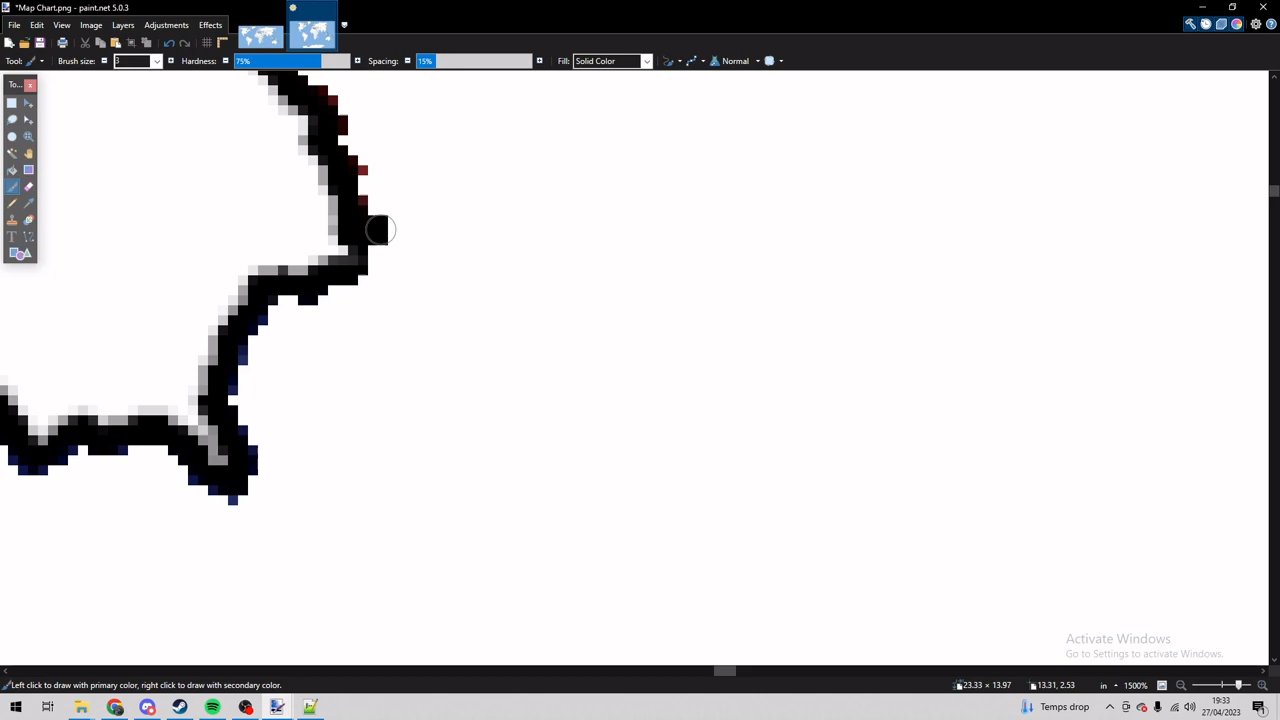 *Map Chart.png - paint.net 5.0.3
File Edit View Image Layers Adjustments Effects
Tool: Brush size: 3 Hardness: 75% Spacing: 15% Fill: Solid Color Normal
To...
Activate Windows
Go to Settings to activate Windows.
Left click to draw with primary color, right click to draw with secondary color. 23.33 × 13.97 13.31, 2.53 in 1500%
Temps drop 19:33
27/04/2023